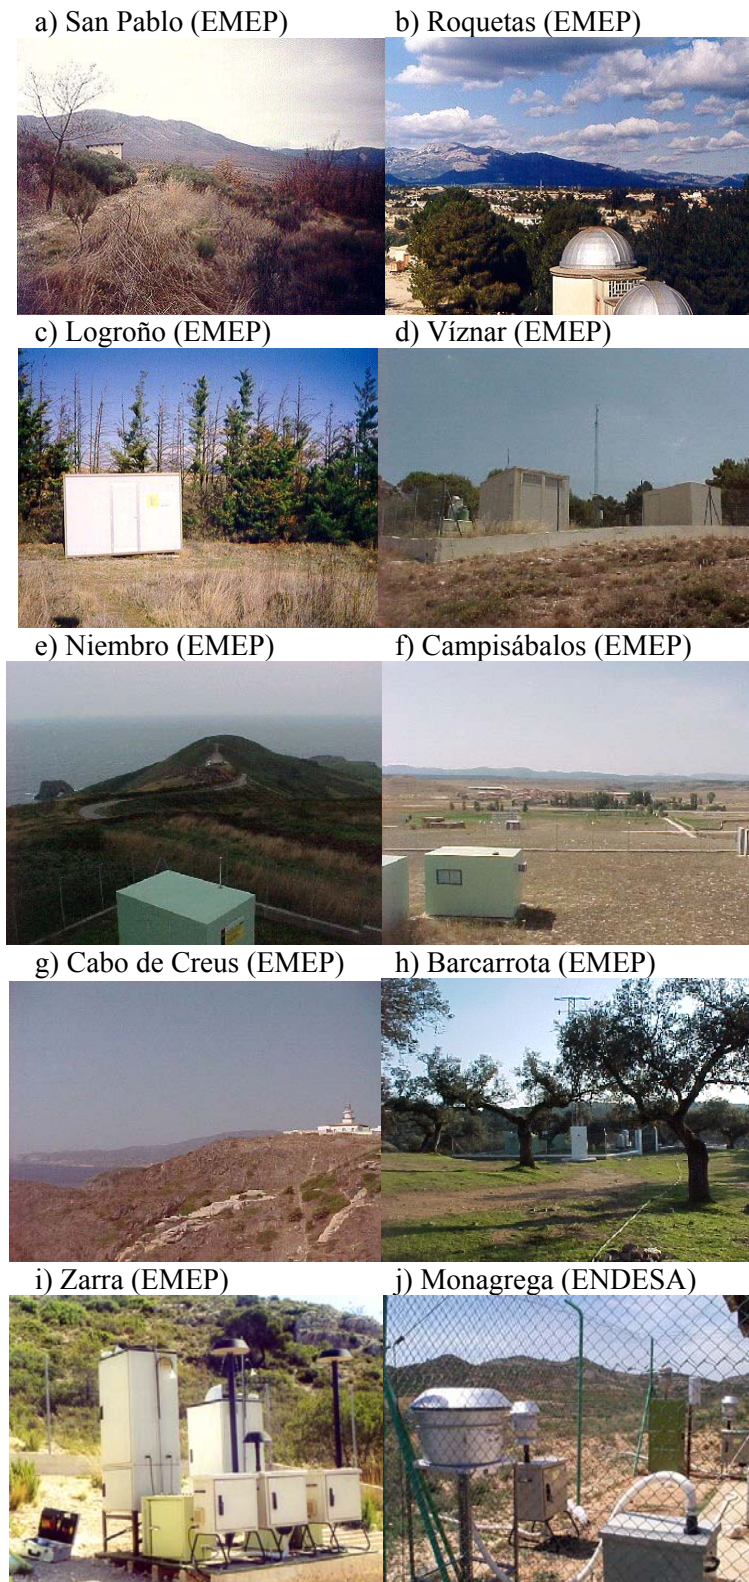 a) San Pablo (EMEP)
b) Roquetas (EMEP)
c) Logroño (EMEP)
d) Víznar (EMEP)
e) Niembro (EMEP)
f) Campisábalos (EMEP)
g) Cabo de Creus (EMEP)
h) Barcarrota (EMEP)
i) Zarra (EMEP)
j) Monagrega (ENDESA)